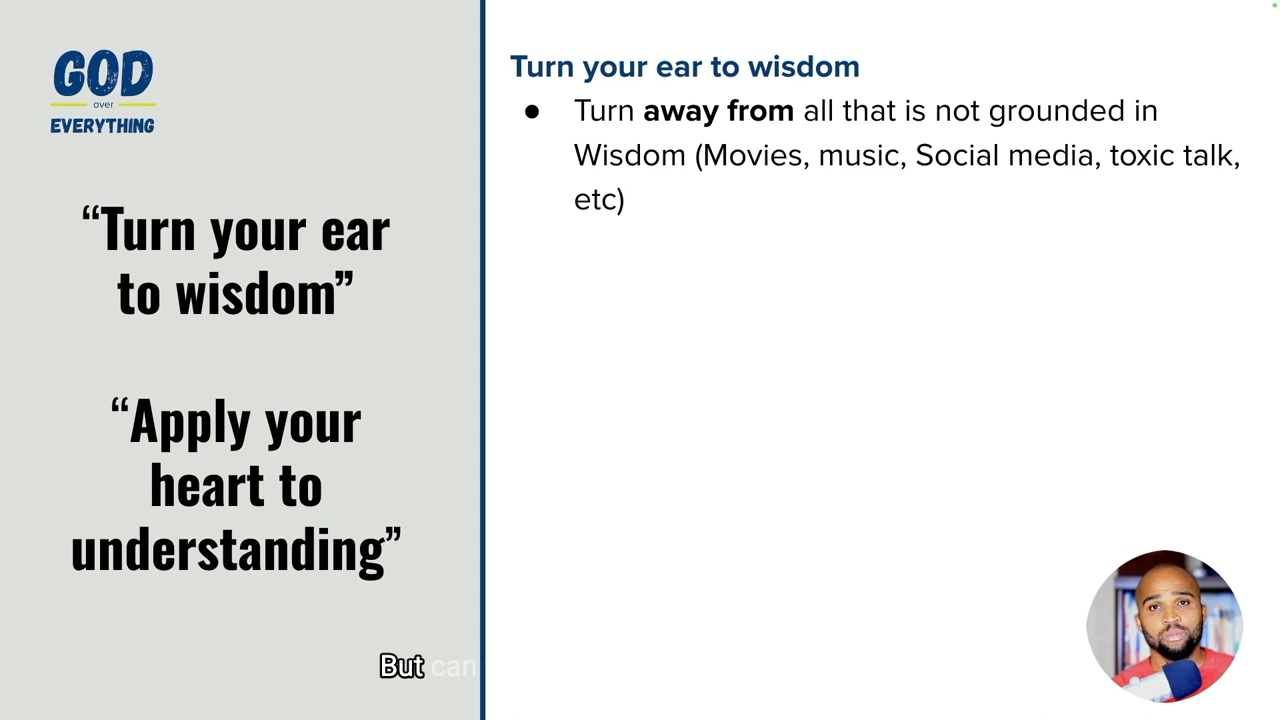 GOD
over
EVERYTHING
“Turn your ear
to wisdom”
“Apply your
heart to
understanding”
Turn your ear to wisdom
● Turn away from all that is not grounded in
Wisdom (Movies, music, Social media, toxic talk,
etc)
But can